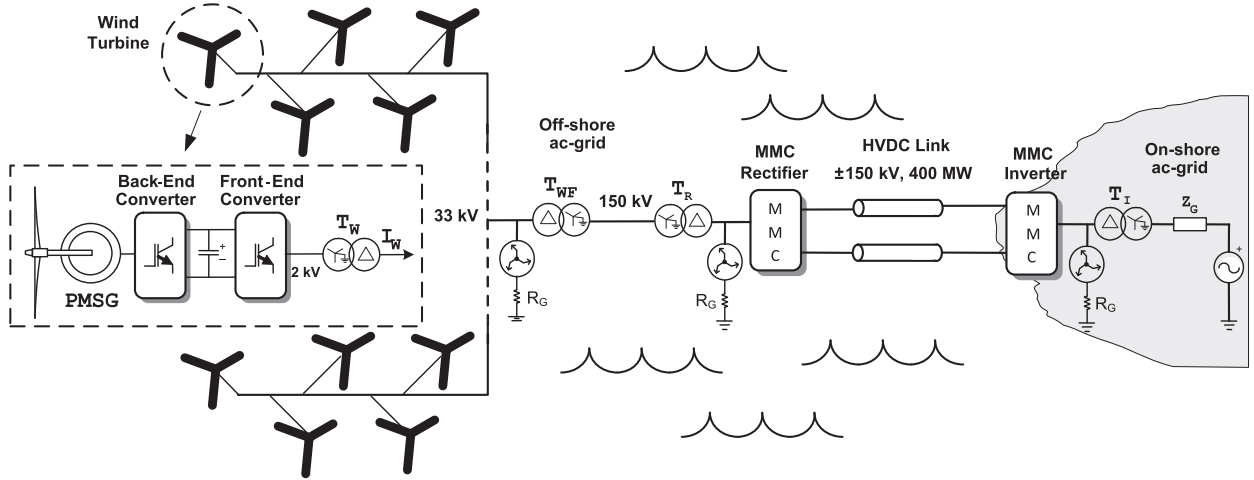 Wind
Turbine
Back-End
Converter
Front-End
Converter
PMSG
+
−
2 kV
T_W
I_W
33 kV
Off-shore
ac-grid
T_WF
150 kV
T_R
R_G
R_G
MMC
Rectifier
M
M
C
HVDC Link
±150 kV, 400 MW
MMC
Inverter
M
M
C
On-shore
ac-grid
T_I
Z_G
+
R_G